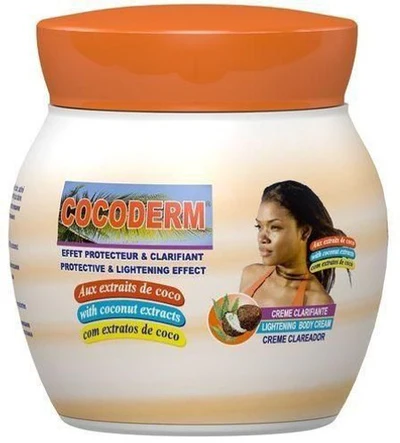 COCODERM®
EFFET PROTECTEUR & CLARIFIANT
PROTECTIVE & LIGHTENING EFFECT
Aux extraits de coco
with coconut extracts
com extratos de coco
Aux extraits de coco
with coconut extracts
com extratos de coco
CREME CLARIFIANTE
LIGHTENING BODY CREAM
CREME CLAREADOR